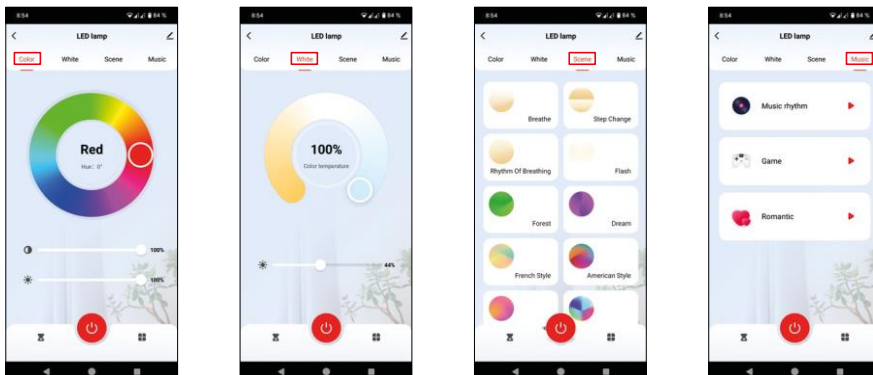 8:54 84 %
LED lamp
Color White Scene Music
Red
Hue: 0°
100%
100%
8:54 84 %
LED lamp
Color White Scene Music
100%
Color temperature
44%
8:54 84 %
LED lamp
Color White Scene Music
Breathe Step Change
Rhythm Of Breathing Flash
Forest Dream
French Style American Style
8:54 84 %
LED lamp
Color White Scene Music
Music rhythm
Game
Romantic